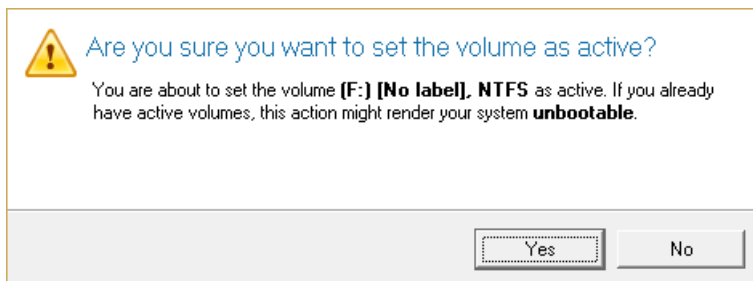 Are you sure you want to set the volume as active?
You are about to set the volume (F:) [No label], NTFS as active. If you already
have active volumes, this action might render your system unbootable.
Yes
No